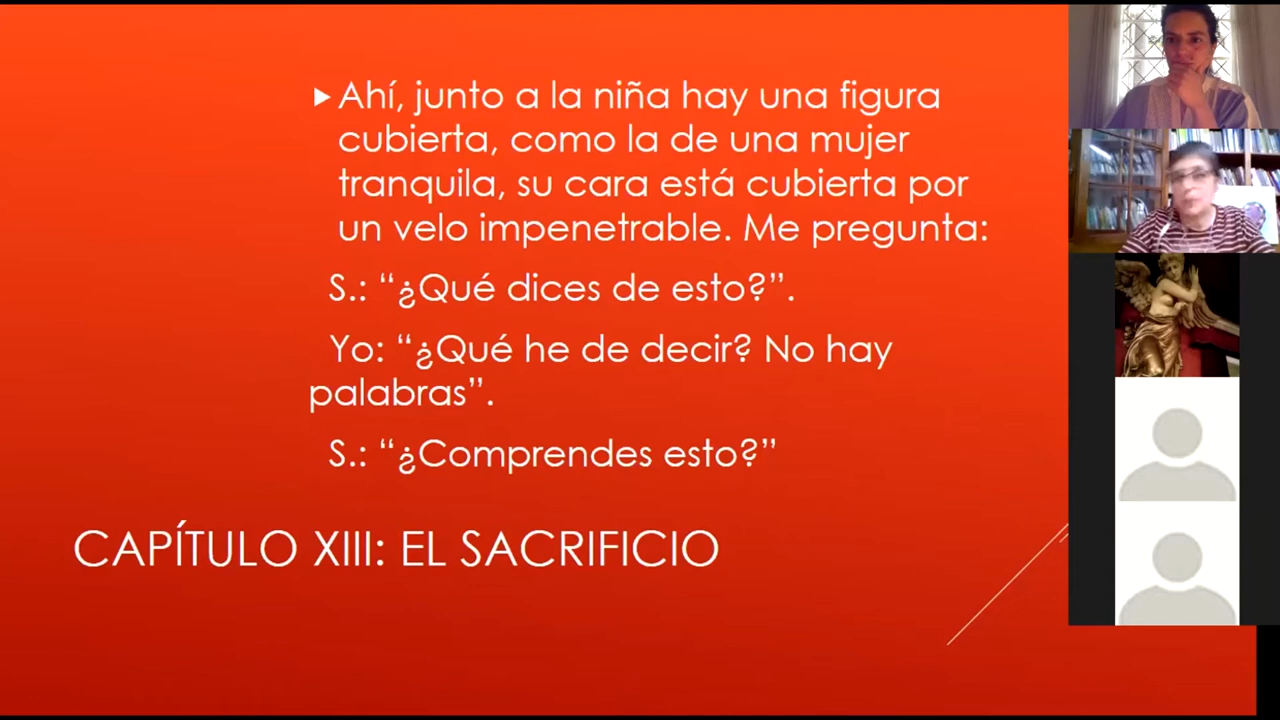 Ahí, junto a la niña hay una figura
cubierta, como la de una mujer
tranquila, su cara está cubierta por
un velo impenetrable. Me pregunta:
S.: “¿Qué dices de esto?”.
Yo: “¿Qué he de decir? No hay
palabras”.
S.: “¿Comprendes esto?”
CAPÍTULO XIII: EL SACRIFICIO